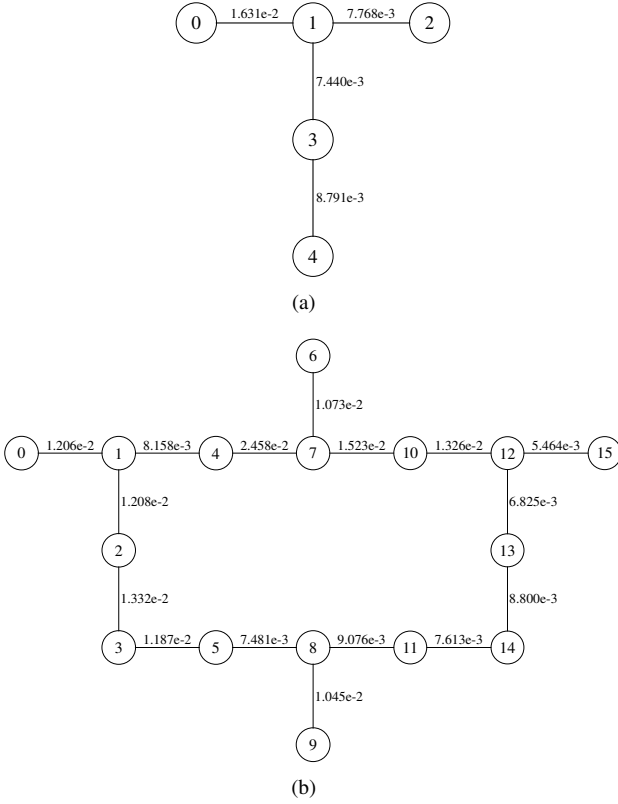 0 1.631e-2 1 7.768e-3 2
7.440e-3
3
8.791e-3
4
(a)
6
1.073e-2
0 1.206e-2 1 8.158e-3 4 2.458e-2 7 1.523e-2 10 1.326e-2 12 5.464e-3 15
1.208e-2 6.825e-3
2 13
1.332e-2 8.800e-3
3 1.187e-2 5 7.481e-3 8 9.076e-3 11 7.613e-3 14
1.045e-2
9
(b)